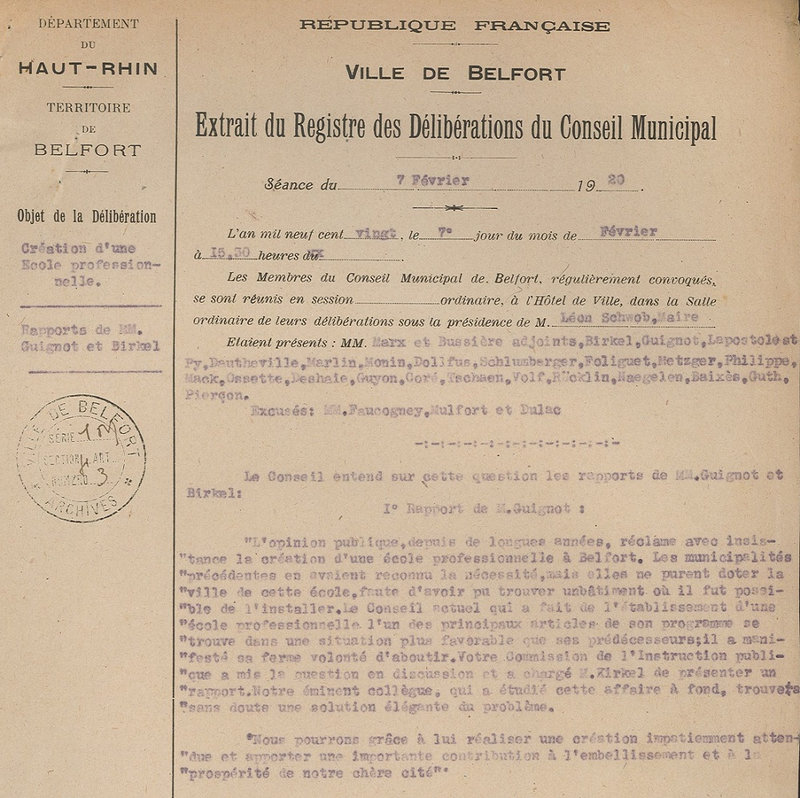 DÉPARTEMENT
DU
HAUT-RHIN
TERRITOIRE
DE
BELFORT
Objet de la Délibération
Création d'une
Ecole profession-
nelle.
Rapports de MM.
Guignot et Birkel
VILLE DE BELFORT
SÉRIE 1 M
SECTION ART.
NUMÉRO 3
ARCHIVES
RÉPUBLIQUE FRANÇAISE
VILLE DE BELFORT
Extrait du Registre des Délibérations du Conseil Municipal
Séance du 7 Février 19 20.
L'an mil neuf cent vingt, le 7° jour du mois de Février
à 15.30 heures du
Les Membres du Conseil Municipal de Belfort, régulièrement convoqués,
se sont réunis en session ordinaire, à l'Hôtel de Ville, dans la Salle
ordinaire de leurs délibérations sous la présidence de M. Léon Schwob,Maire
Etaient présents : MM. Marx et Bussière adjoints,Birkel,Guignot,Lapostolest
Py,Dautheville,Marlin,Monin,Dollfus,Schlumberger,Foliguet,Metzger,Philippe,
Mack,Ossette,Deshaie,Guyon,Coré,Tschaen,Volf,Rücklin,Naegelen,Baixès,Guth,
Pierçon.
Excusés: MM.Faucogney,Mulfort et Dulac
-:-:-:-:-:-:-:-:-:-:-:-:-
Le Conseil entend sur cette question les rapports de MM.Guignot et
Birkel:
I° Rapport de M.Guignot :
"L'opinion publique,depuis de longues années, réclame avec insis-
"tance la création d'une école professionnelle à Belfort. Les municipalités
"précédentes en avaient reconnu la nécessité,mais elles ne purent doter la
"ville de cette école,faute d'avoir pu trouver unbâtiment où il fut possi-
"ble de l'installer.Le Conseil actuel qui a fait de l'établissement d'une
"école professionnelle l'un des principaux articles de son programme se
"trouve dans une situation plus favorable que ses prédécesseurs;il a mani-
"festé sa ferme volonté d'aboutir.Votre Commission de l'Instruction publi-
"que a mis la question en discussion et a chargé M.Kirkel de présenter un
"rapport.Notre éminent collègue, qui a étudié cette affaire à fond, trouvera
"sans doute une solution élégante du problème.
"Nous pourrons grâce à lui réaliser une création impatiemment atten-
"due et apporter une importante contribution à l'embellissement et à la
"prospérité de notre chère cité".